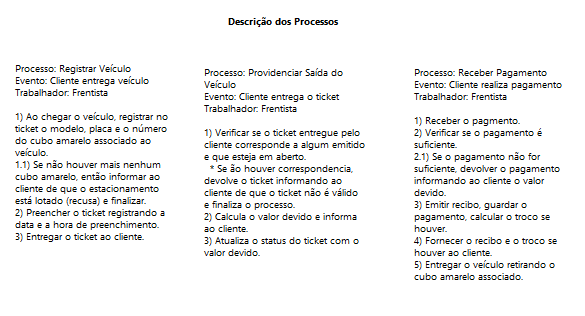 Descrição dos Processos
Processo: Registrar Veículo
Evento: Cliente entrega veículo
Trabalhador: Frentista
1) Ao chegar o veículo, registrar no
ticket o modelo, placa e o número
do cubo amarelo associado ao
veículo.
1.1) Se não houver mais nenhum
cubo amarelo, então informar ao
cliente de que o estacionamento
está lotado (recusa) e finalizar.
2) Preencher o ticket registrando a
data e a hora de preenchimento.
3) Entregar o ticket ao cliente.
Processo: Providenciar Saída do
Veículo
Evento: Cliente entrega o ticket
Trabalhador: Frentista
1) Verificar se o ticket entregue pelo
cliente corresponde a algum emitido
e que esteja em aberto.
* Se ão houver correspondencia,
devolve o ticket informando ao
cliente de que o ticket não é válido
e finaliza o processo.
2) Calcula o valor devido e informa
ao cliente.
3) Atualiza o status do ticket com o
valor devido.
Processo: Receber Pagamento
Evento: Cliente realiza pagamento
Trabalhador: Frentista
1) Receber o pagmento.
2) Verificar se o pagamento é
suficiente.
2.1) Se o pagamento não for
suficiente, devolver o pagamento
informando ao cliente o valor
devido.
3) Emitir recibo, guardar o
pagamento, calcular o troco se
houver.
4) Fornecer o recibo e o troco se
houver ao cliente.
5) Entregar o veículo retirando o
cubo amarelo associado.